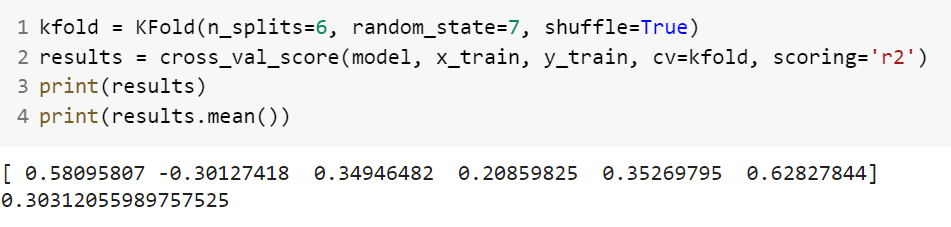 1 kfold = KFold(n_splits=6, random_state=7, shuffle=True)
2 results = cross_val_score(model, x_train, y_train, cv=kfold, scoring='r2')
3 print(results)
4 print(results.mean())
[ 0.58095807 -0.30127418  0.34946482  0.20859825  0.35269795  0.62827844]
0.30312055989757525